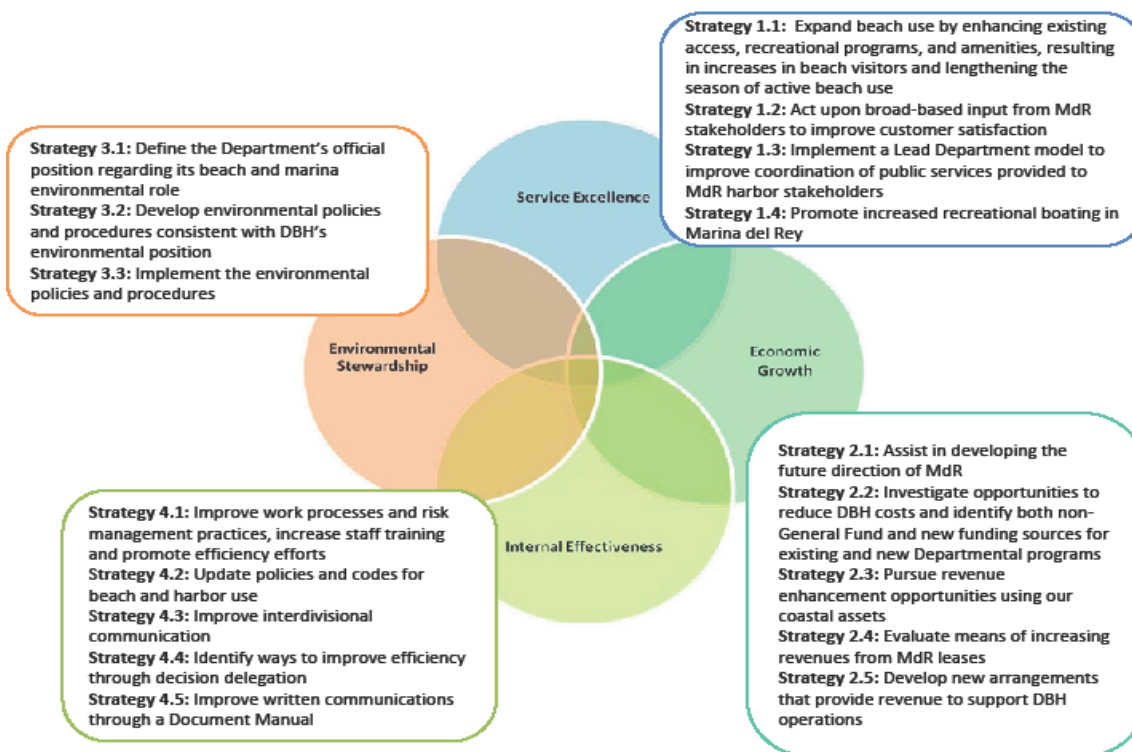 Strategy 1.1: Expand beach use by enhancing existing
access, recreational programs, and amenities, resulting
in increases in beach visitors and lengthening the
season of active beach use
Strategy 1.2: Act upon broad-based input from MdR
stakeholders to improve customer satisfaction
Strategy 1.3: Implement a Lead Department model to
improve coordination of public services provided to
MdR harbor stakeholders
Strategy 1.4: Promote increased recreational boating in
Marina del Rey
Strategy 3.1: Define the Department's official
position regarding its beach and marina
environmental role
Strategy 3.2: Develop environmental policies
and procedures consistent with DBH's
environmental position
Strategy 3.3: Implement the environmental
policies and procedures
Service Excellence
Environmental
Stewardship
Economic
Growth
Internal Effectiveness
Strategy 2.1: Assist in developing the
future direction of MdR
Strategy 2.2: Investigate opportunities to
reduce DBH costs and identify both non-
General Fund and new funding sources for
existing and new Departmental programs
Strategy 2.3: Pursue revenue
enhancement opportunities using our
coastal assets
Strategy 2.4: Evaluate means of increasing
revenues from MdR leases
Strategy 2.5: Develop new arrangements
that provide revenue to support DBH
operations
Strategy 4.1: Improve work processes and risk
management practices, increase staff training
and promote efficiency efforts
Strategy 4.2: Update policies and codes for
beach and harbor use
Strategy 4.3: Improve interdivisional
communication
Strategy 4.4: Identify ways to improve efficiency
through decision delegation
Strategy 4.5: Improve written communications
through a Document Manual